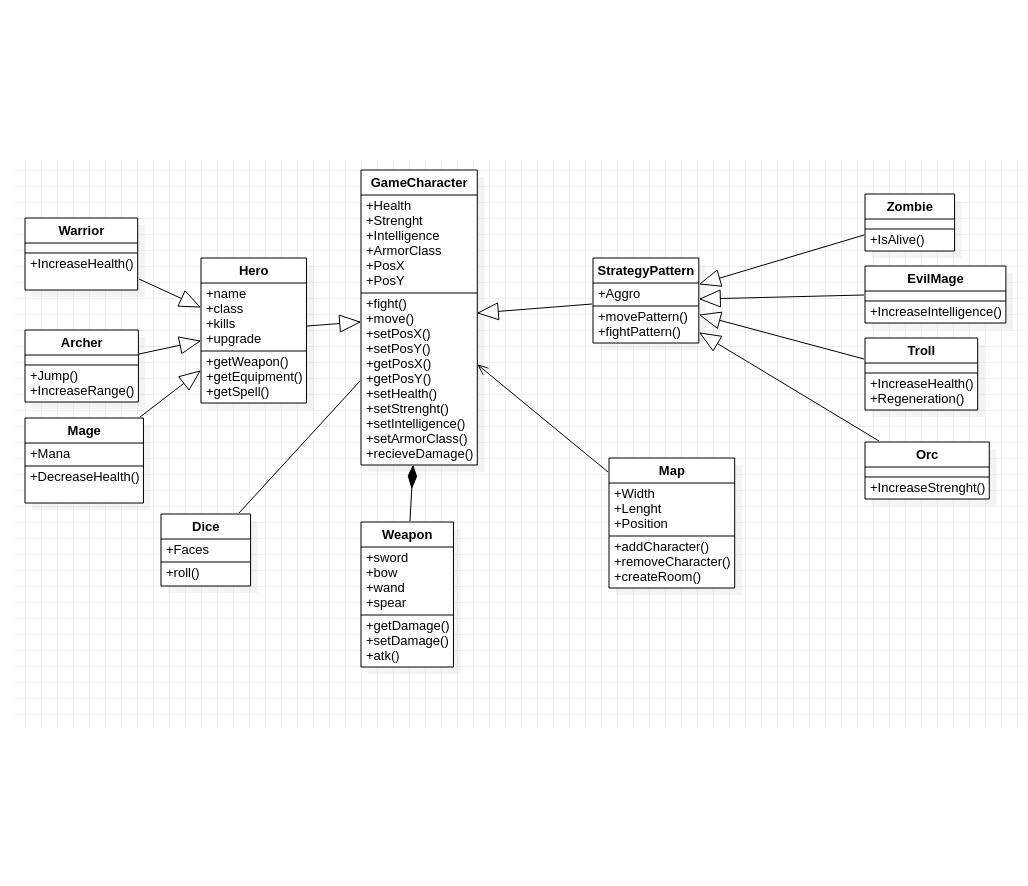 Warrior
+IncreaseHealth()
Archer
+Jump()
+IncreaseRange()
Mage
+Mana
+DecreaseHealth()
Hero
+name
+class
+kills
+upgrade
+getWeapon()
+getEquipment()
+getSpell()
Dice
+Faces
+roll()
GameCharacter
+Health
+Strenght
+Intelligence
+ArmorClass
+PosX
+PosY
+fight()
+move()
+setPosX()
+setPosY()
+getPosX()
+getPosY()
+setHealth()
+setStrenght()
+setIntelligence()
+setArmorClass()
+recieveDamage()
Weapon
+sword
+bow
+wand
+spear
+getDamage()
+setDamage()
+atk()
StrategyPattern
+Aggro
+movePattern()
+fightPattern()
Map
+Width
+Lenght
+Position
+addCharacter()
+removeCharacter()
+createRoom()
Zombie
+IsAlive()
EvilMage
+IncreaseIntelligence()
Troll
+IncreaseHealth()
+Regeneration()
Orc
+IncreaseStrenght()